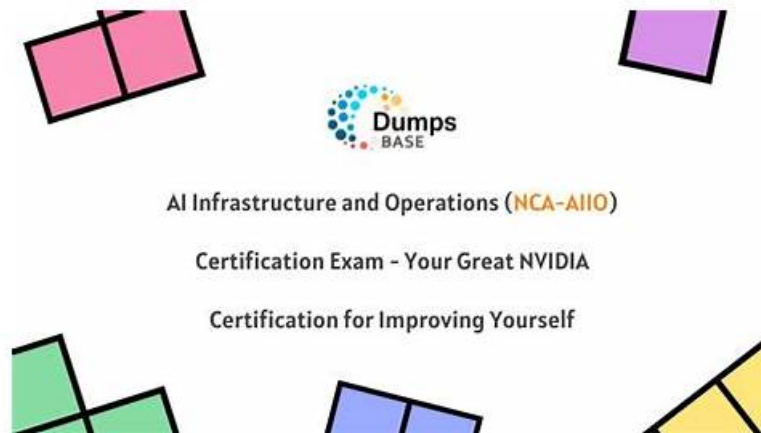 Dumps
BASE
AI Infrastructure and Operations (NCA-AIIO)
Certification Exam - Your Great NVIDIA
Certification for Improving Yourself